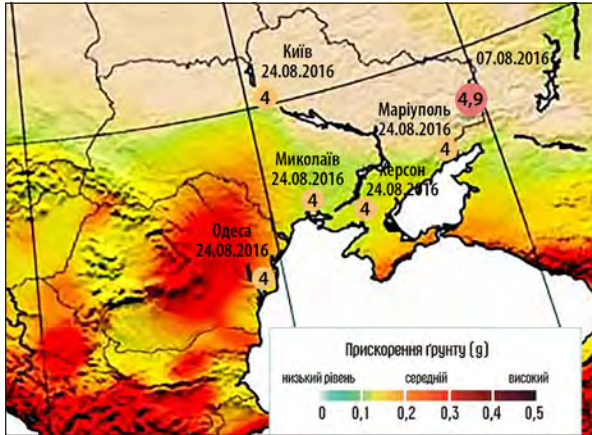 Київ
24.08.2016
4
07.08.2016
4,9
Маріуполь
24.08.2016
4
Миколаїв
24.08.2016
4
Херсон
24.08.2016
4
Одеса
24.08.2016
4
Прискорення ґрунту (g)
низький рівень середній високий
0 0,1 0,2 0,3 0,4 0,5